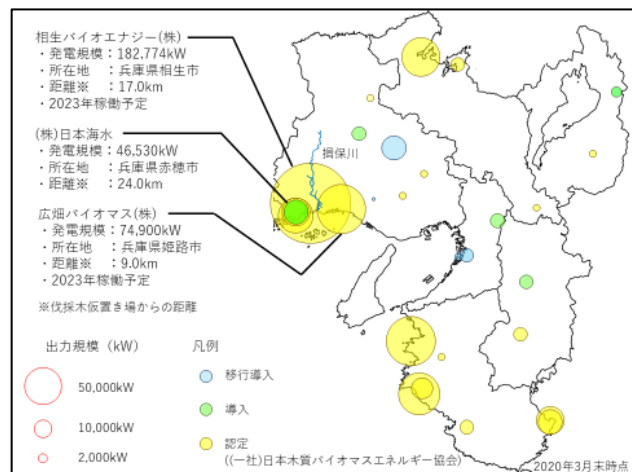 相生バイオエナジー(株)
・発電規模：182,774kW
・所在地　：兵庫県相生市
・距離※　：17.0km
・2023年稼働予定
(株)日本海水
・発電規模：46,530kW
・所在地　：兵庫県赤穂市
・距離※　：24.0km
広畑バイオマス(株)
・発電規模：74,900kW
・所在地　：兵庫県姫路市
・距離※　：9.0km
・2023年稼働予定
※伐採木仮置き場からの距離
揖保川
出力規模（kW）
50,000kW
10,000kW
2,000kW
凡例
移行導入
導入
認定
((一社)日本木質バイオマスエネルギー協会)
2020年3月末時点